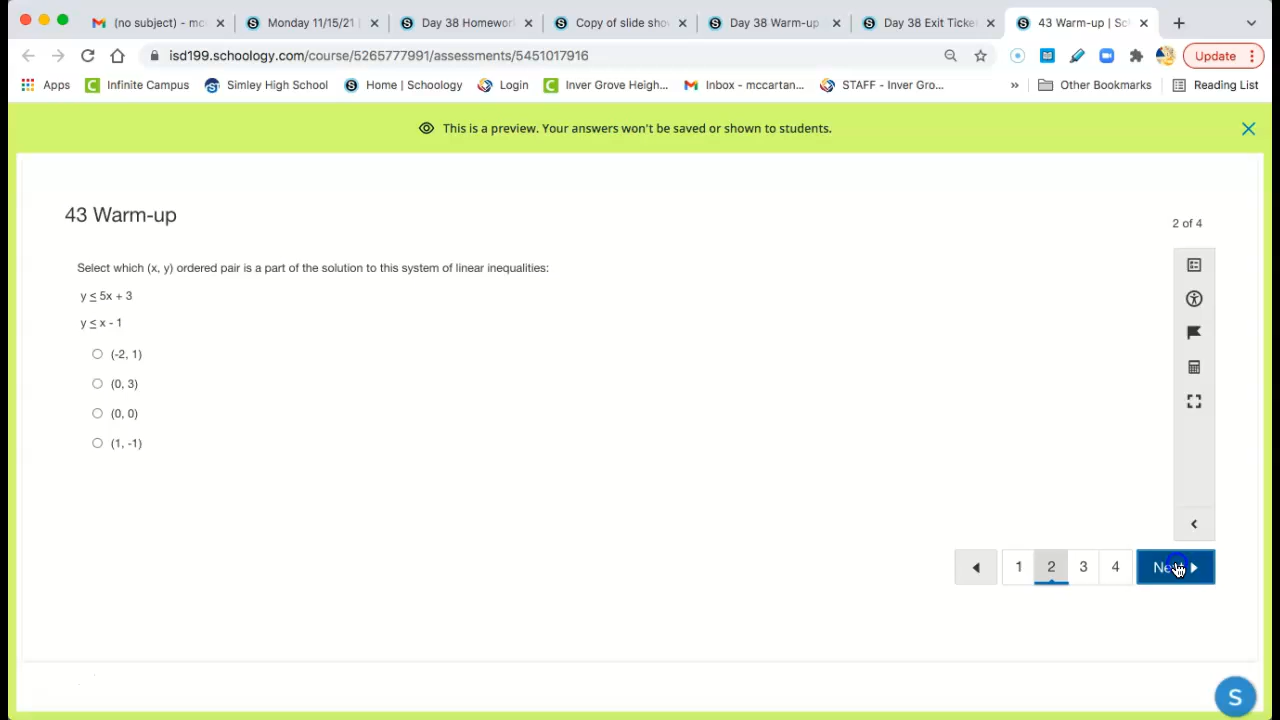 (no subject) - mc
Monday 11/15/21
Day 38 Homewor
Copy of slide sho
Day 38 Warm-up
Day 38 Exit Ticke
43 Warm-up | Sc
isd199.schoology.com/course/5265777991/assessments/5451017916
Update
Apps
Infinite Campus
Simley High School
Home | Schoology
Login
Inver Grove Heigh...
Inbox - mccartan...
STAFF - Inver Gro...
»
Other Bookmarks
Reading List
This is a preview. Your answers won't be saved or shown to students.
43 Warm-up
2 of 4
Select which (x, y) ordered pair is a part of the solution to this system of linear inequalities:
y ≤ 5x + 3
y ≤ x - 1
(-2, 1)
(0, 3)
(0, 0)
(1, -1)
1 2 3 4 Next
S